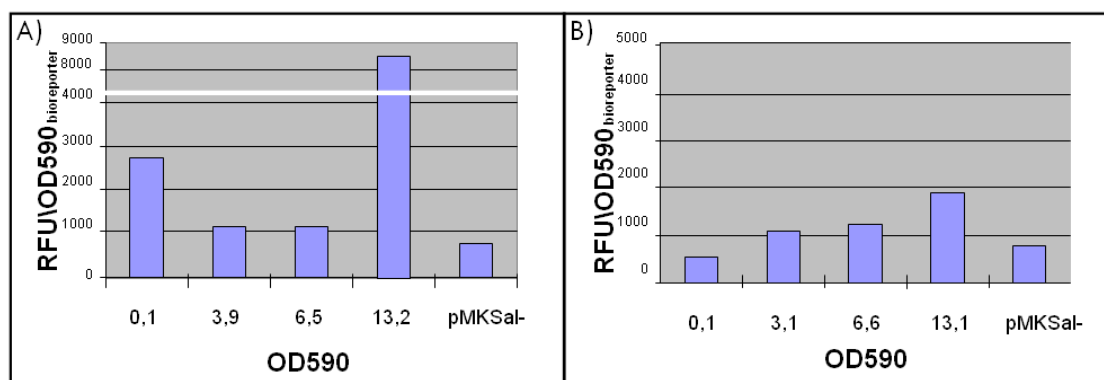 A)
9000
8000
4000
3000
2000
1000
0
RFU\OD590bioreporter
0,1 3,9 6,5 13,2 pMKSal-
OD590
B)
5000
4000
3000
2000
1000
0
RFU\OD590bioreporter
0,1 3,1 6,6 13,1 pMKSal-
OD590